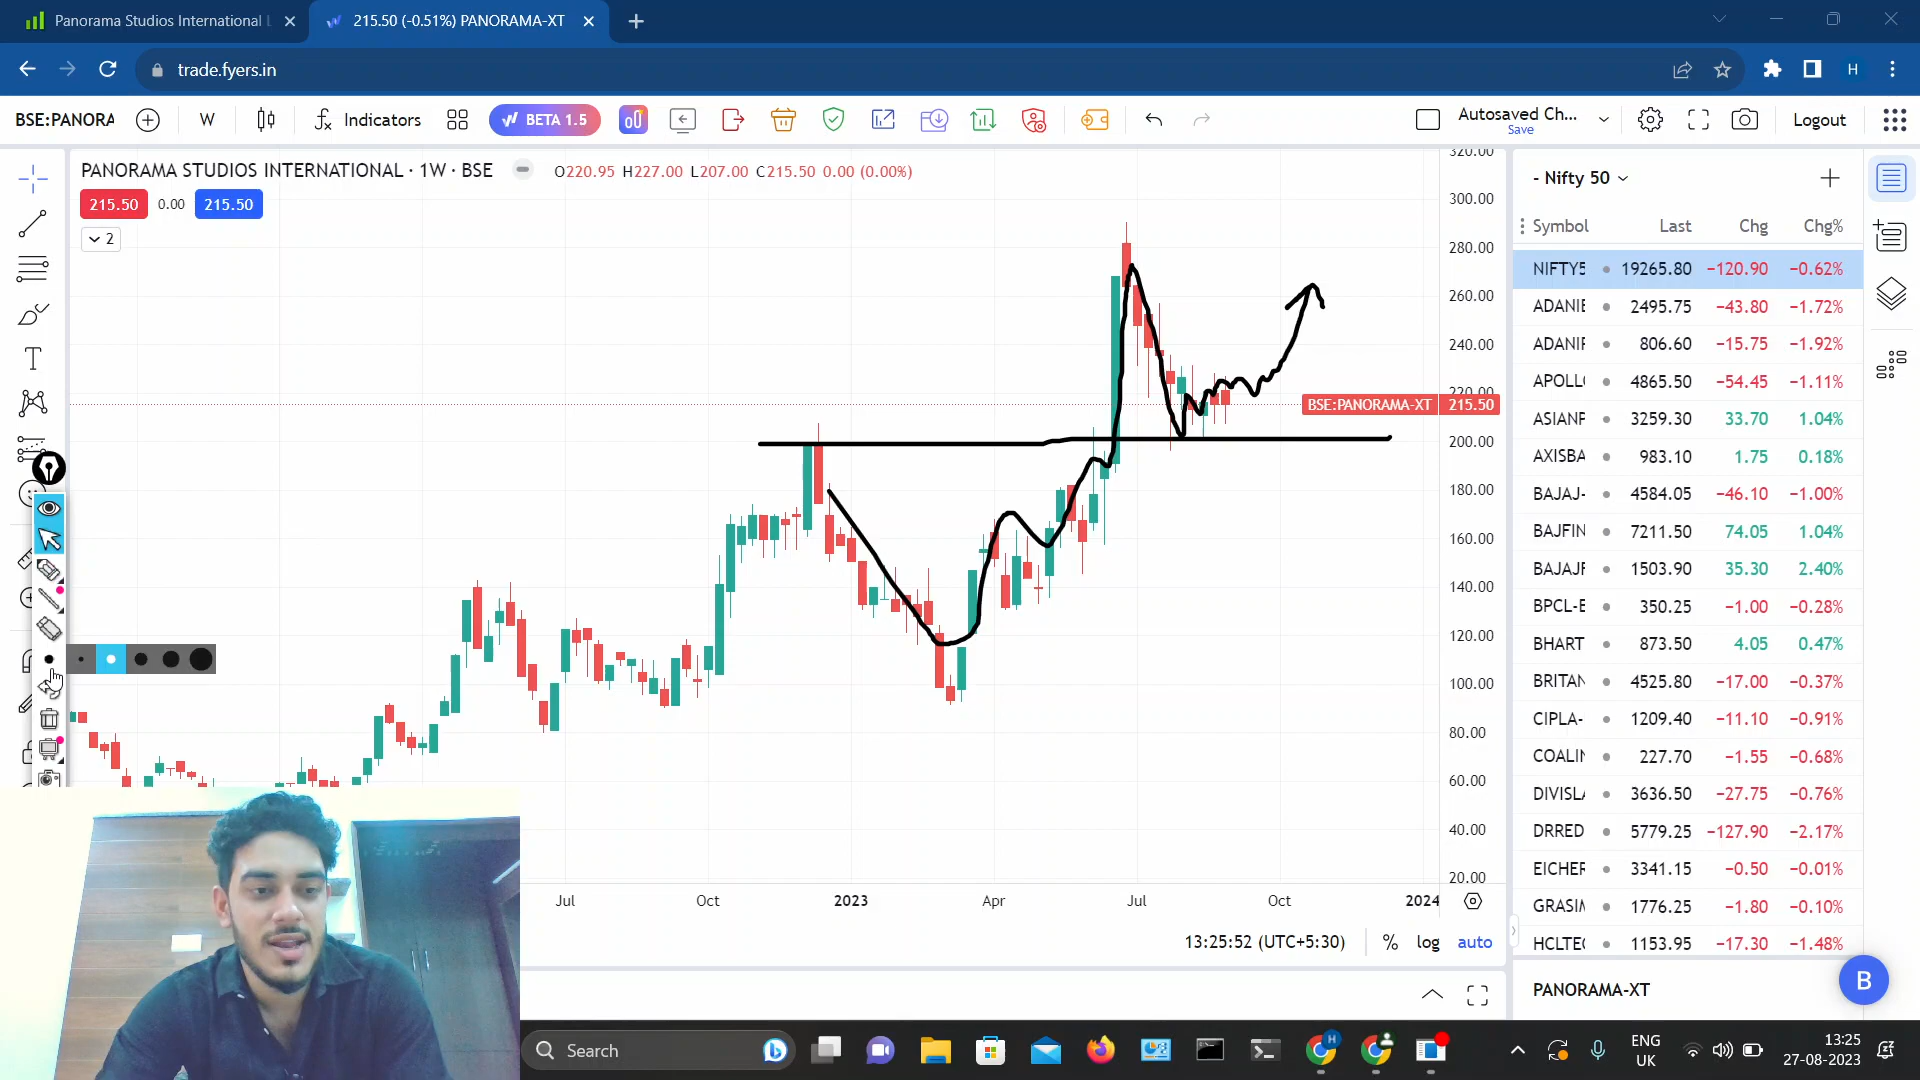 Panorama Studios International L
215.50 (-0.51%) PANORAMA-XT
trade.fyers.in
H
BSE:PANORA
W
Indicators
BETA 1.5
Autosaved Ch...
Save
Logout
PANORAMA STUDIOS INTERNATIONAL · 1W · BSE
O220.95 H227.00 L207.00 C215.50 0.00 (0.00%)
215.50 0.00 215.50
2
320.00
300.00
280.00
260.00
240.00
220.00
BSE:PANORAMA-XT 215.50
200.00
180.00
160.00
140.00
120.00
100.00
80.00
60.00
40.00
20.00
Jul Oct 2023 Apr Jul Oct 2024
13:25:52 (UTC+5:30) % log auto
- Nifty 50
Symbol Last Chg Chg%
NIFTY5 19265.80 −120.90 −0.62%
ADANIE 2495.75 −43.80 −1.72%
ADANIF 806.60 −15.75 −1.92%
APOLL 4865.50 −54.45 −1.11%
ASIANF 3259.30 33.70 1.04%
AXISBA 983.10 1.75 0.18%
BAJAJ- 4584.05 −46.10 −1.00%
BAJFIN 7211.50 74.05 1.04%
BAJAJF 1503.90 35.30 2.40%
BPCL-E 350.25 −1.00 −0.28%
BHART 873.50 4.05 0.47%
BRITAN 4525.80 −17.00 −0.37%
CIPLA- 1209.40 −11.10 −0.91%
COALIN 227.70 −1.55 −0.68%
DIVISL 3636.50 −27.75 −0.76%
DRRED 5779.25 −127.90 −2.17%
EICHER 3341.15 −0.50 −0.01%
GRASIM 1776.25 −1.80 −0.10%
HCLTE 1153.95 −17.30 −1.48%
PANORAMA-XT
B
Search
ENG
UK
13:25
27-08-2023